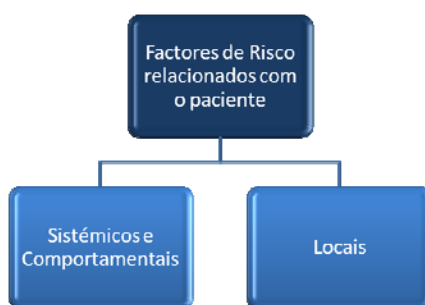 Factores de Risco
relacionados com
o paciente
Sistémicos e
Comportamentais
Locais